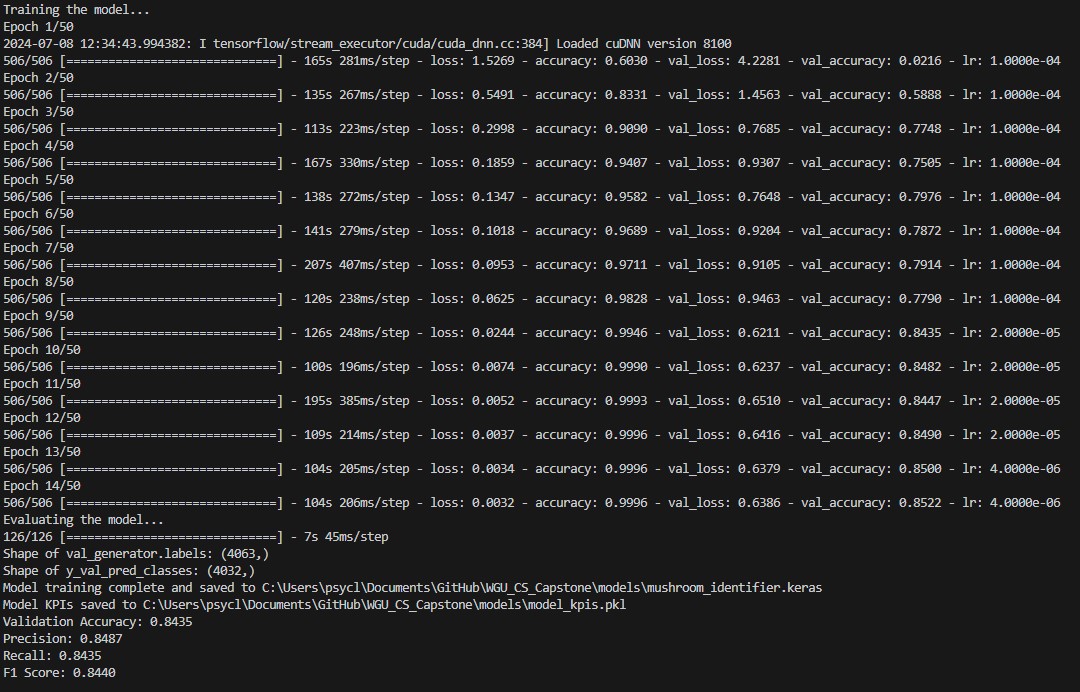 Training the model...
Epoch 1/50
2024-07-08 12:34:43.994382: I tensorflow/stream_executor/cuda/cuda_dnn.cc:384] Loaded cuDNN version 8100
506/506 [==============================] - 165s 281ms/step - loss: 1.5269 - accuracy: 0.6030 - val_loss: 4.2281 - val_accuracy: 0.0216 - lr: 1.0000e-04
Epoch 2/50
506/506 [==============================] - 135s 267ms/step - loss: 0.5491 - accuracy: 0.8331 - val_loss: 1.4563 - val_accuracy: 0.5888 - lr: 1.0000e-04
Epoch 3/50
506/506 [==============================] - 113s 223ms/step - loss: 0.2998 - accuracy: 0.9090 - val_loss: 0.7685 - val_accuracy: 0.7748 - lr: 1.0000e-04
Epoch 4/50
506/506 [==============================] - 167s 330ms/step - loss: 0.1859 - accuracy: 0.9407 - val_loss: 0.9307 - val_accuracy: 0.7505 - lr: 1.0000e-04
Epoch 5/50
506/506 [==============================] - 138s 272ms/step - loss: 0.1347 - accuracy: 0.9582 - val_loss: 0.7648 - val_accuracy: 0.7976 - lr: 1.0000e-04
Epoch 6/50
506/506 [==============================] - 141s 279ms/step - loss: 0.1018 - accuracy: 0.9689 - val_loss: 0.9204 - val_accuracy: 0.7872 - lr: 1.0000e-04
Epoch 7/50
506/506 [==============================] - 207s 407ms/step - loss: 0.0953 - accuracy: 0.9711 - val_loss: 0.9105 - val_accuracy: 0.7914 - lr: 1.0000e-04
Epoch 8/50
506/506 [==============================] - 120s 238ms/step - loss: 0.0625 - accuracy: 0.9828 - val_loss: 0.9463 - val_accuracy: 0.7790 - lr: 1.0000e-04
Epoch 9/50
506/506 [==============================] - 126s 248ms/step - loss: 0.0244 - accuracy: 0.9946 - val_loss: 0.6211 - val_accuracy: 0.8435 - lr: 2.0000e-05
Epoch 10/50
506/506 [==============================] - 100s 196ms/step - loss: 0.0074 - accuracy: 0.9990 - val_loss: 0.6237 - val_accuracy: 0.8482 - lr: 2.0000e-05
Epoch 11/50
506/506 [==============================] - 195s 385ms/step - loss: 0.0052 - accuracy: 0.9993 - val_loss: 0.6510 - val_accuracy: 0.8447 - lr: 2.0000e-05
Epoch 12/50
506/506 [==============================] - 109s 214ms/step - loss: 0.0037 - accuracy: 0.9996 - val_loss: 0.6416 - val_accuracy: 0.8490 - lr: 2.0000e-05
Epoch 13/50
506/506 [==============================] - 104s 205ms/step - loss: 0.0034 - accuracy: 0.9996 - val_loss: 0.6379 - val_accuracy: 0.8500 - lr: 4.0000e-06
Epoch 14/50
506/506 [==============================] - 104s 206ms/step - loss: 0.0032 - accuracy: 0.9996 - val_loss: 0.6386 - val_accuracy: 0.8522 - lr: 4.0000e-06
Evaluating the model...
126/126 [==============================] - 7s 45ms/step
Shape of val_generator.labels: (4063,)
Shape of y_val_pred_classes: (4032,)
Model training complete and saved to C:\Users\psycl\Documents\GitHub\WGU_CS_Capstone\models\mushroom_identifier.keras
Model KPIs saved to C:\Users\psycl\Documents\GitHub\WGU_CS_Capstone\models\model_kpis.pkl
Validation Accuracy: 0.8435
Precision: 0.8487
Recall: 0.8435
F1 Score: 0.8440